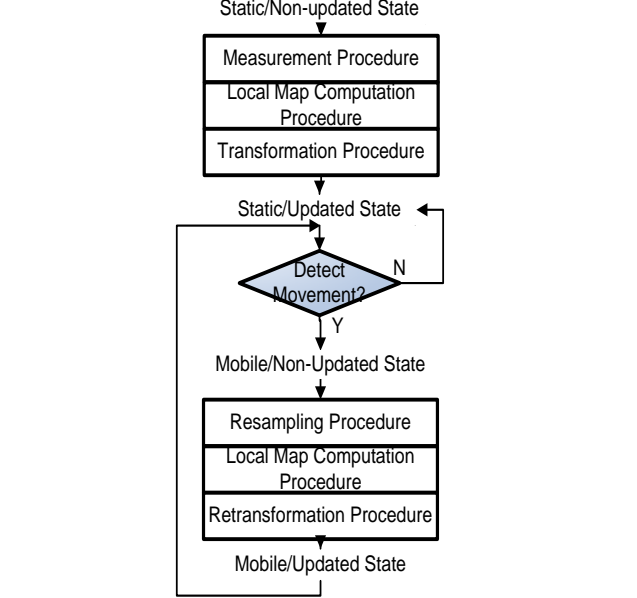 Static/Non-updated State
Measurement Procedure
Local Map Computation
Procedure
Transformation Procedure
Static/Updated State
Detect
Movement?
N
Y
Mobile/Non-Updated State
Resampling Procedure
Local Map Computation
Procedure
Retransformation Procedure
Mobile/Updated State